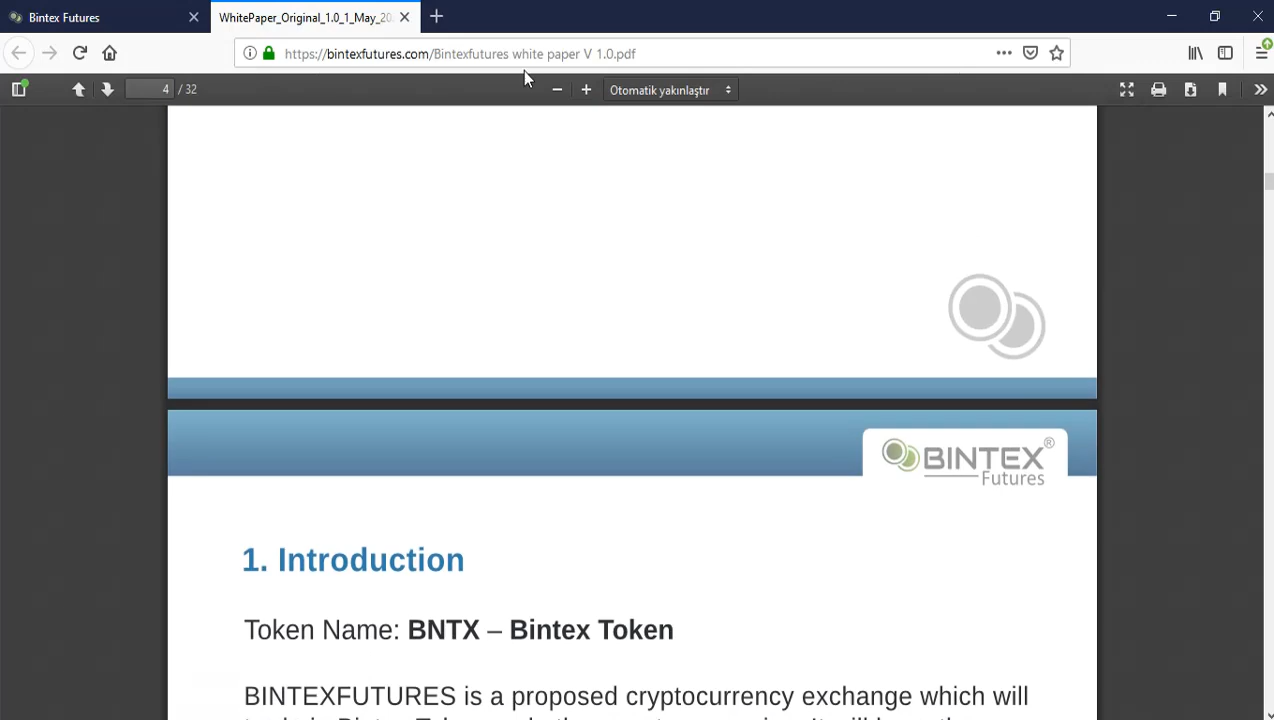 Bintex Futures
WhitePaper_Original_1.0_1_May_20
https://bintexfutures.com/Bintexfutures white paper V 1.0.pdf
4 / 32
Otomatik yakınlaştır
BINTEX®
Futures
1. Introduction
Token Name: BNTX – Bintex Token
BINTEXFUTURES is a proposed cryptocurrency exchange which will